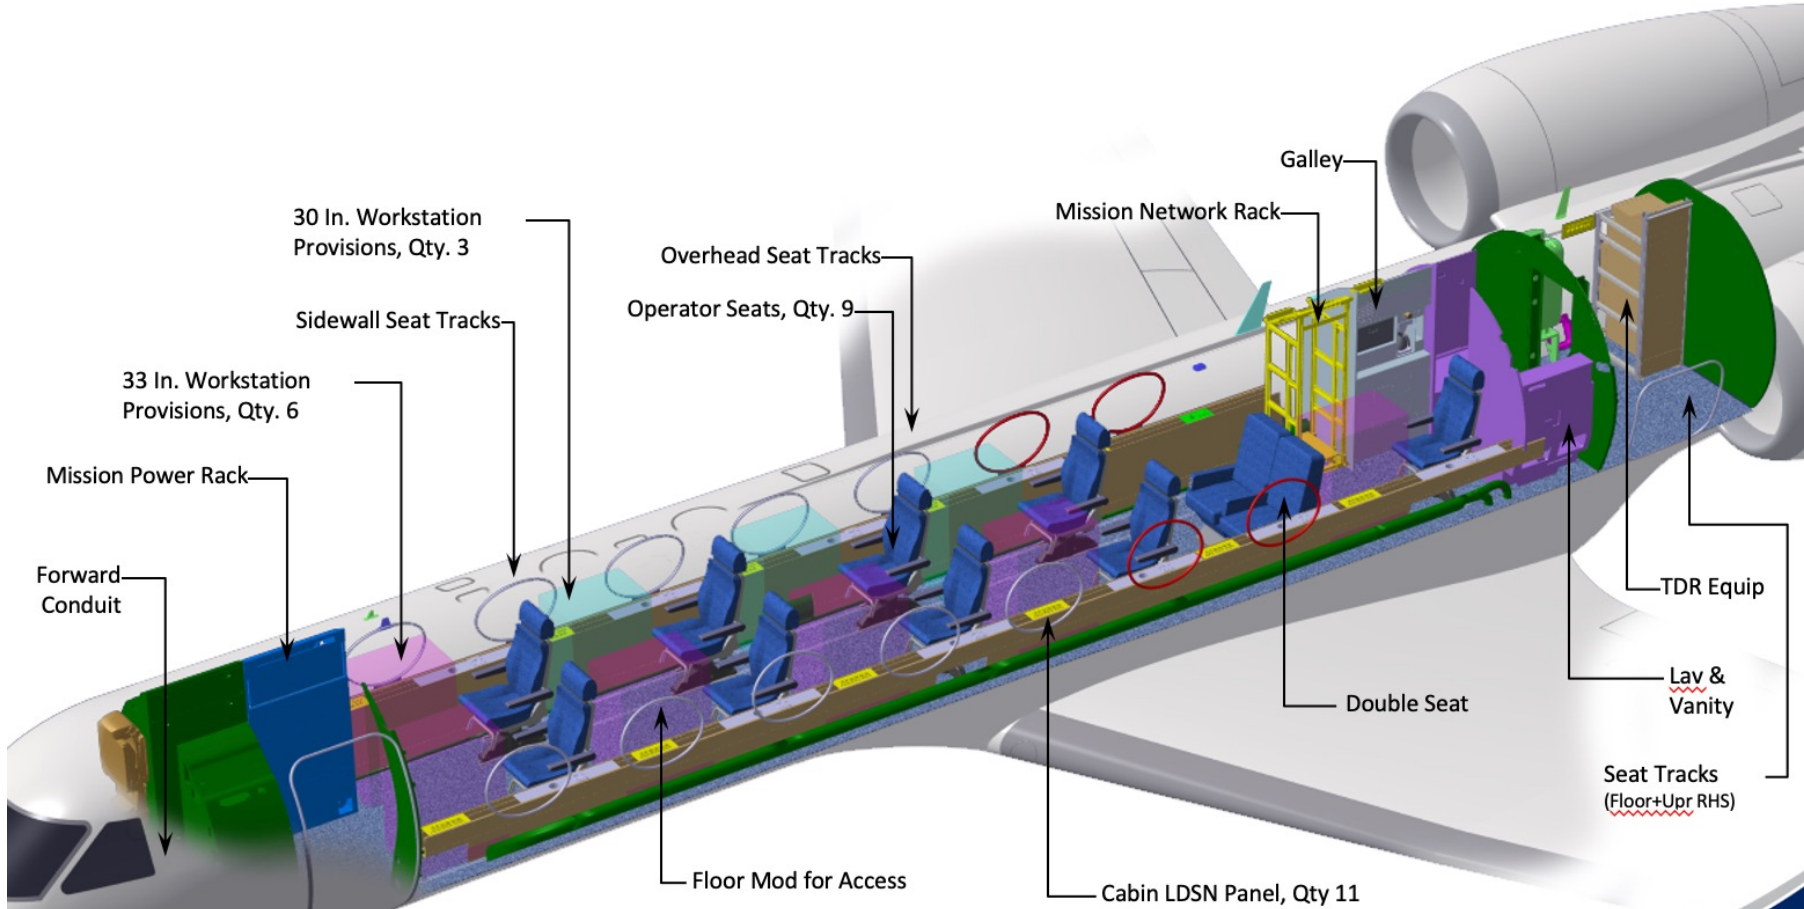 Galley
Mission Network Rack
30 In. Workstation
Provisions, Qty. 3
Overhead Seat Tracks
Operator Seats, Qty. 9
Sidewall Seat Tracks
33 In. Workstation
Provisions, Qty. 6
Mission Power Rack
Forward
Conduit
TDR Equip
Lav &
Vanity
Double Seat
Seat Tracks
(Floor+Upr RHS)
Floor Mod for Access
Cabin LDSN Panel, Qty 11